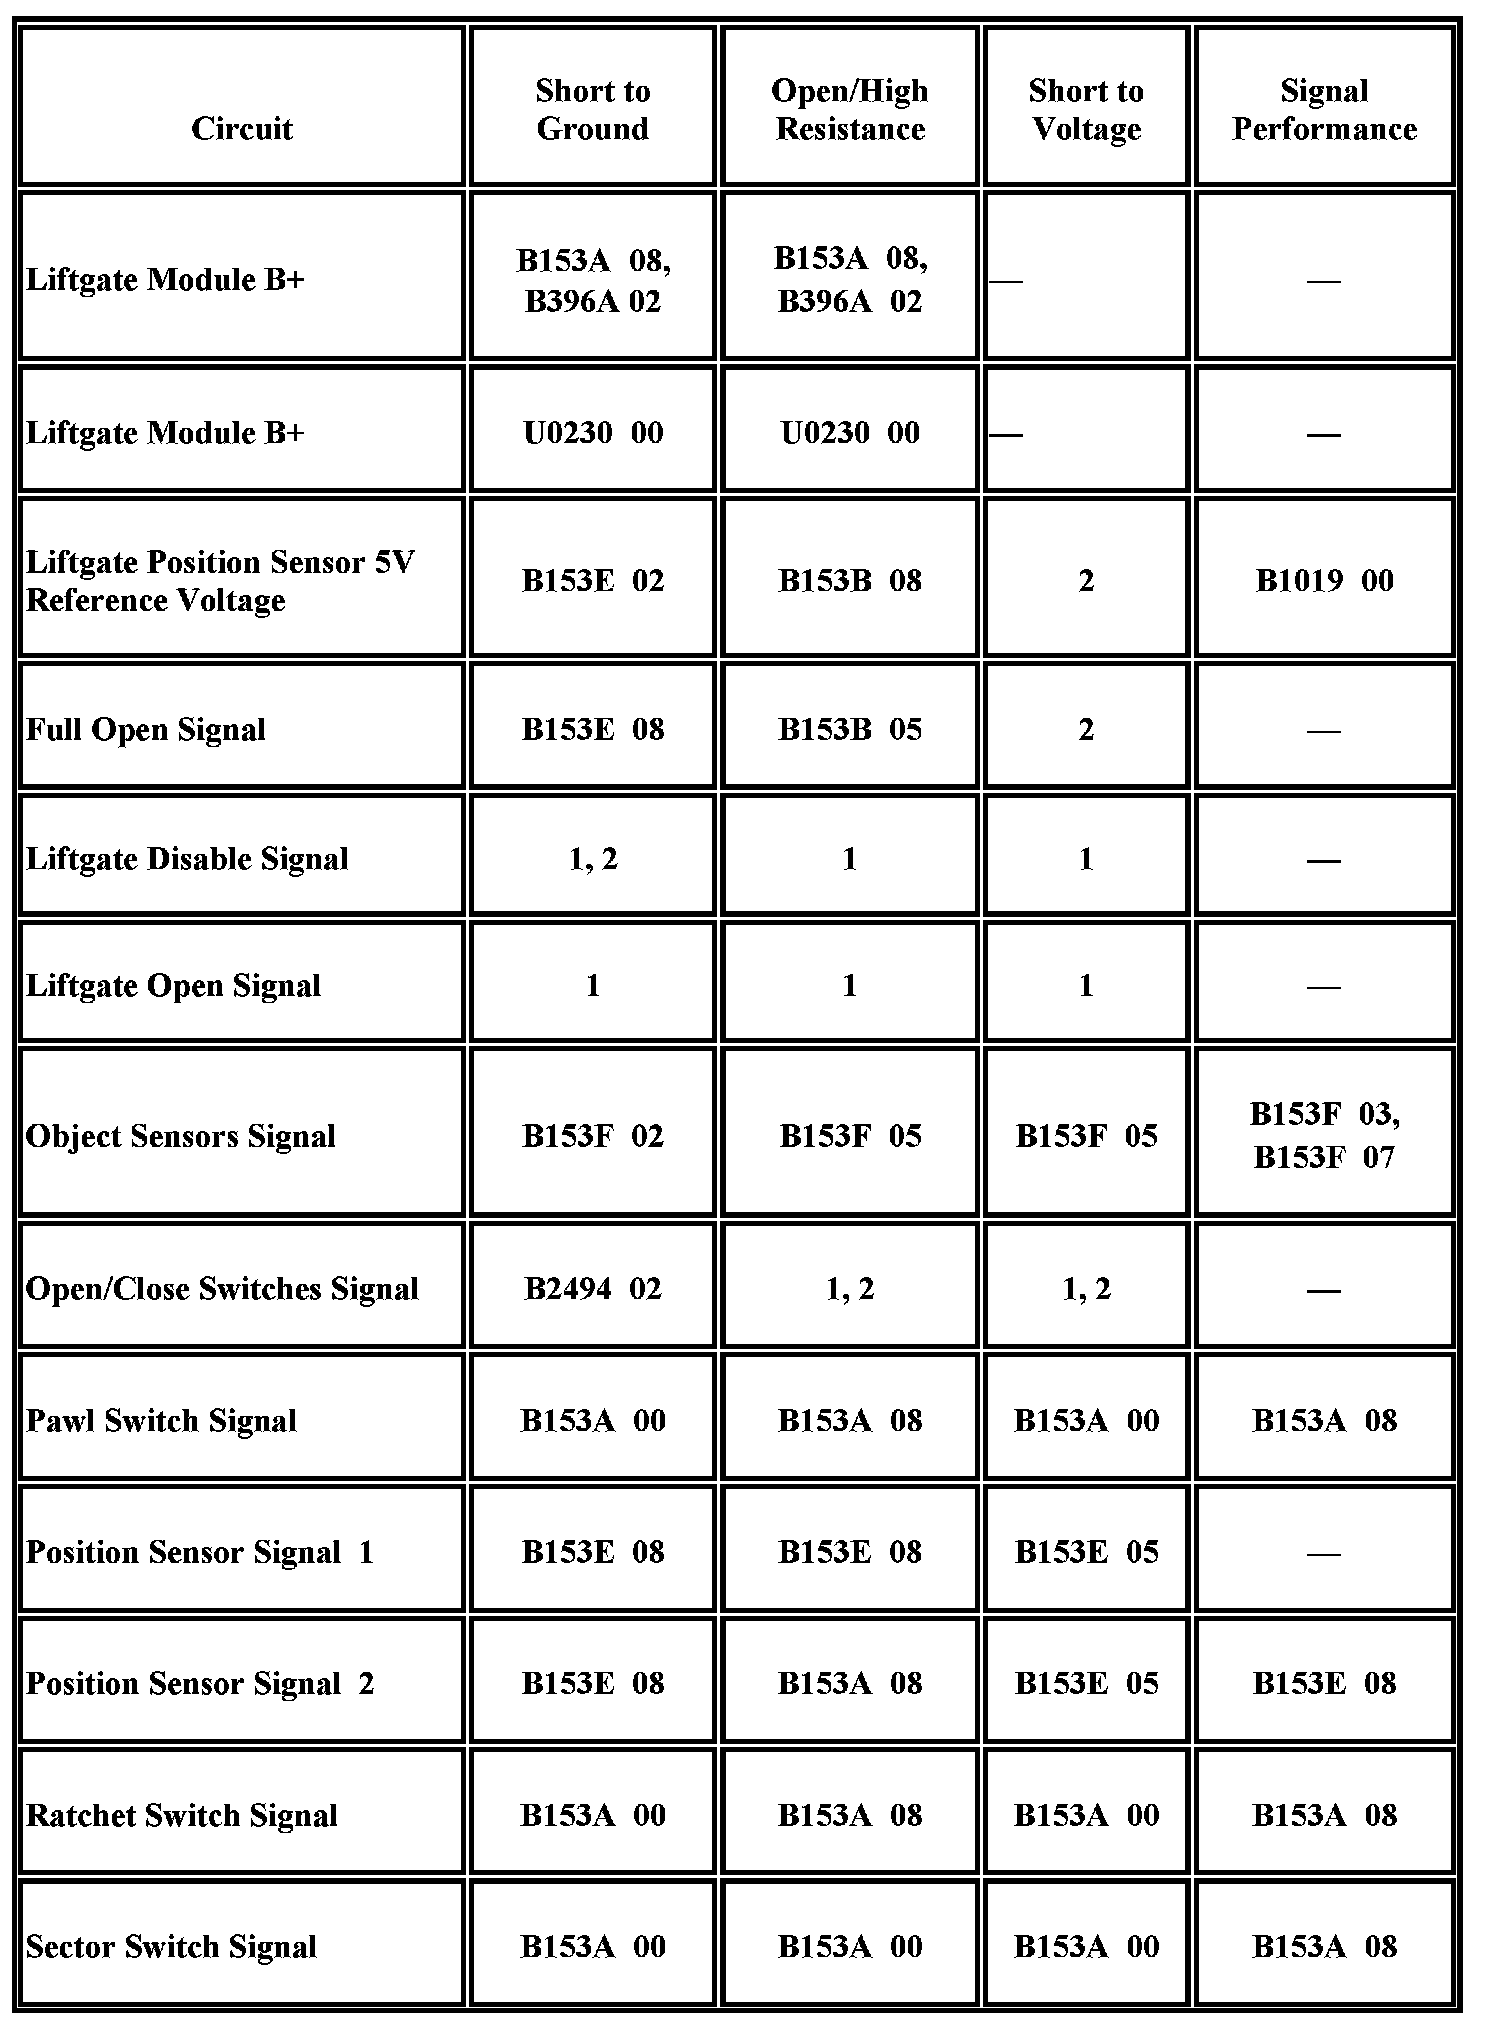 Circuit
Short to
Ground
Open/High
Resistance
Short to
Voltage
Signal
Performance
Liftgate Module B+
B153A 08,
B396A 02
B153A 08,
B396A 02
—
—
Liftgate Module B+
U0230 00
U0230 00
—
—
Liftgate Position Sensor 5V
Reference Voltage
B153E 02
B153B 08
2
B1019 00
Full Open Signal
B153E 08
B153B 05
2
—
Liftgate Disable Signal
1, 2
1
1
—
Liftgate Open Signal
1
1
1
—
Object Sensors Signal
B153F 02
B153F 05
B153F 05
B153F 03,
B153F 07
Open/Close Switches Signal
B2494 02
1, 2
1, 2
—
Pawl Switch Signal
B153A 00
B153A 08
B153A 00
B153A 08
Position Sensor Signal 1
B153E 08
B153E 08
B153E 05
—
Position Sensor Signal 2
B153E 08
B153A 08
B153E 05
B153E 08
Ratchet Switch Signal
B153A 00
B153A 08
B153A 00
B153A 08
Sector Switch Signal
B153A 00
B153A 00
B153A 00
B153A 08